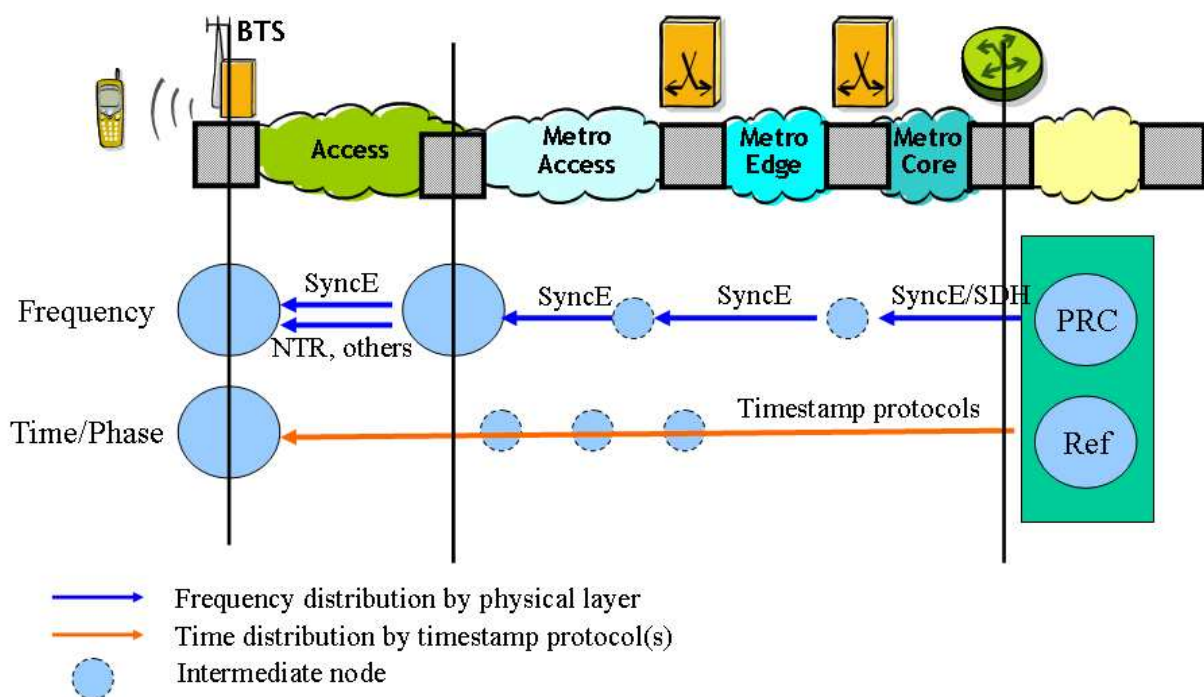 BTS
Access
Metro
Access
Metro
Edge
Metro
Core
Frequency
SyncE
NTR, others
SyncE
SyncE
SyncE/SDH
PRC
Time/Phase
Timestamp protocols
Ref
Frequency distribution by physical layer
Time distribution by timestamp protocol(s)
Intermediate node